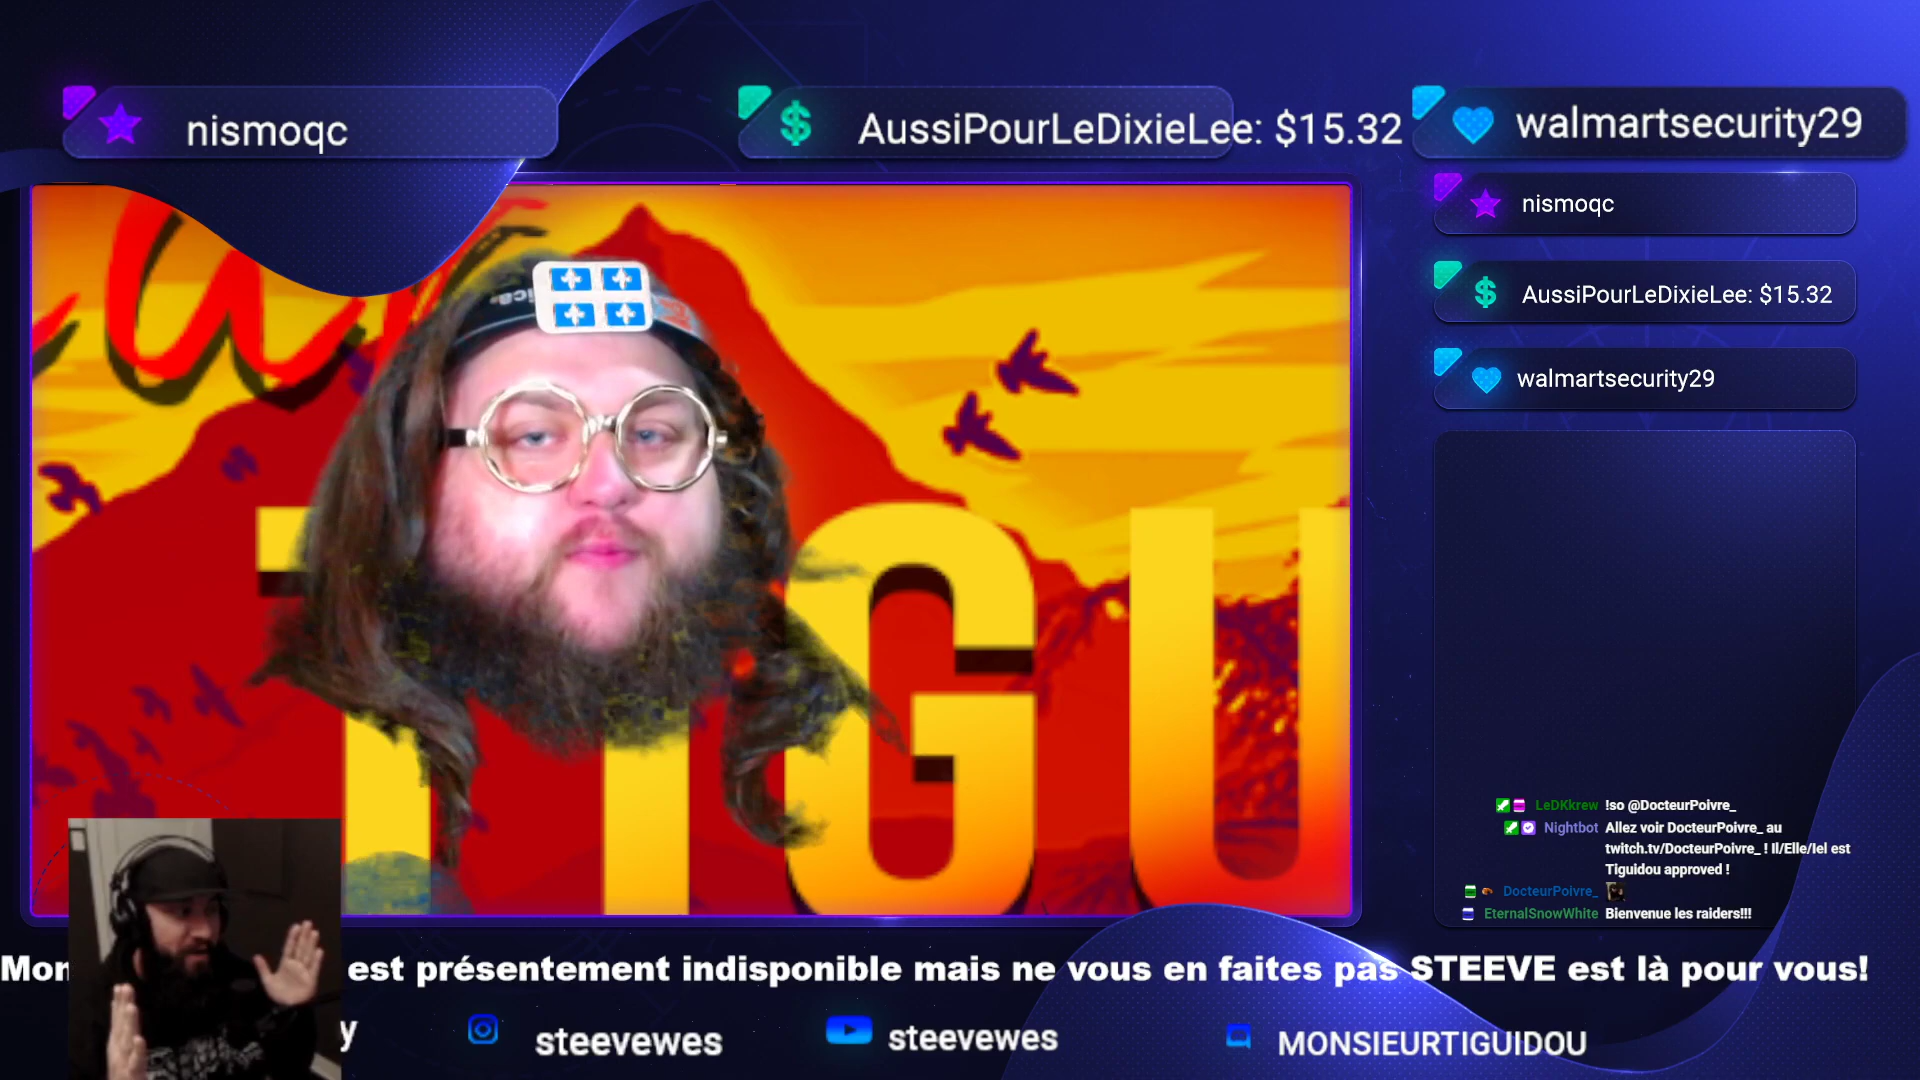 nismoqc
AussiPourLeDixieLee: $15.32
walmartsecurity29
nismoqc
AussiPourLeDixieLee: $15.32
walmartsecurity29
T I G U
LeDKkrew !so @DocteurPoivre_
Nightbot Allez voir DocteurPoivre_ au
twitch.tv/DocteurPoivre_ ! Il/Elle/Iel est
Tiguidou approved !
DocteurPoivre_
EternalSnowWhite Bienvenue les raiders!!!
Mon
est présentement indisponible mais ne vous en faites pas STEEVE est là pour vous!
y
steevewes
steevewes
MONSIEURTIGUIDOU